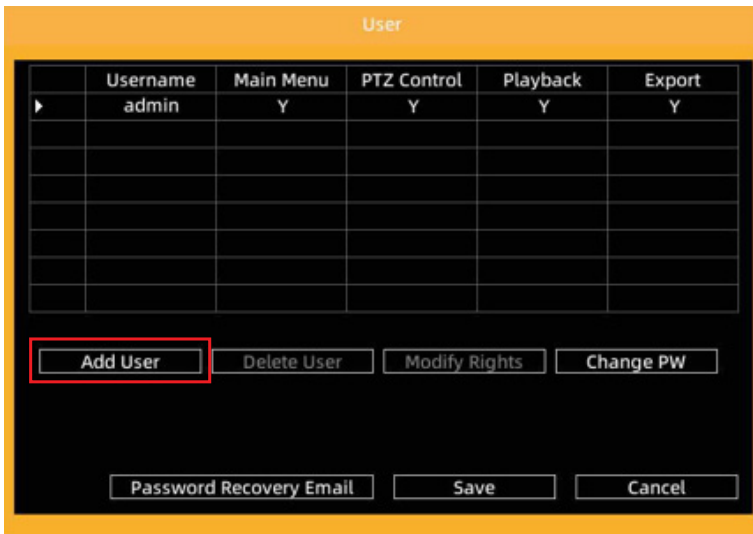 User
Username Main Menu PTZ Control Playback Export
admin Y Y Y Y
Add User Delete User Modify Rights Change PW
Password Recovery Email Save Cancel